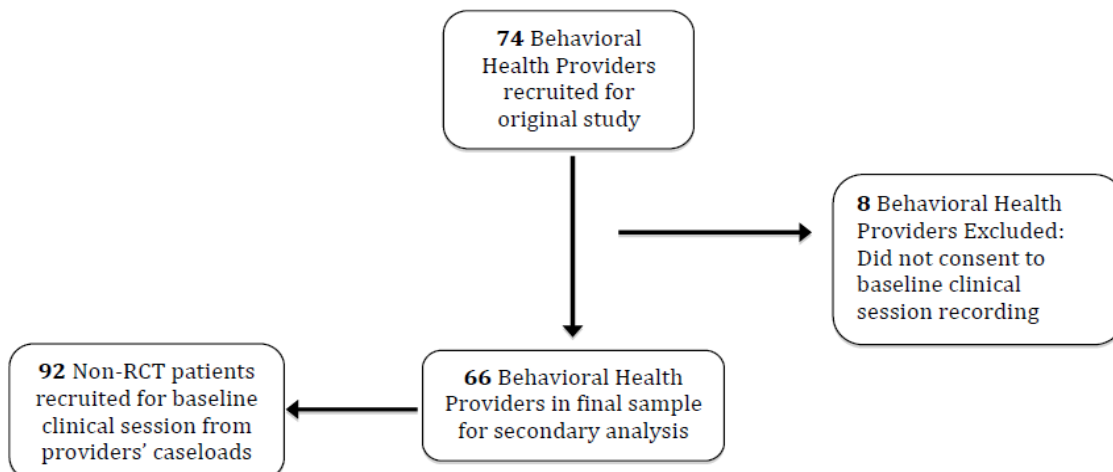 74 Behavioral
Health Providers
recruited for
original study
8 Behavioral Health
Providers Excluded:
Did not consent to
baseline clinical
session recording
92 Non-RCT patients
recruited for baseline
clinical session from
providers’ caseloads
66 Behavioral Health
Providers in final sample
for secondary analysis